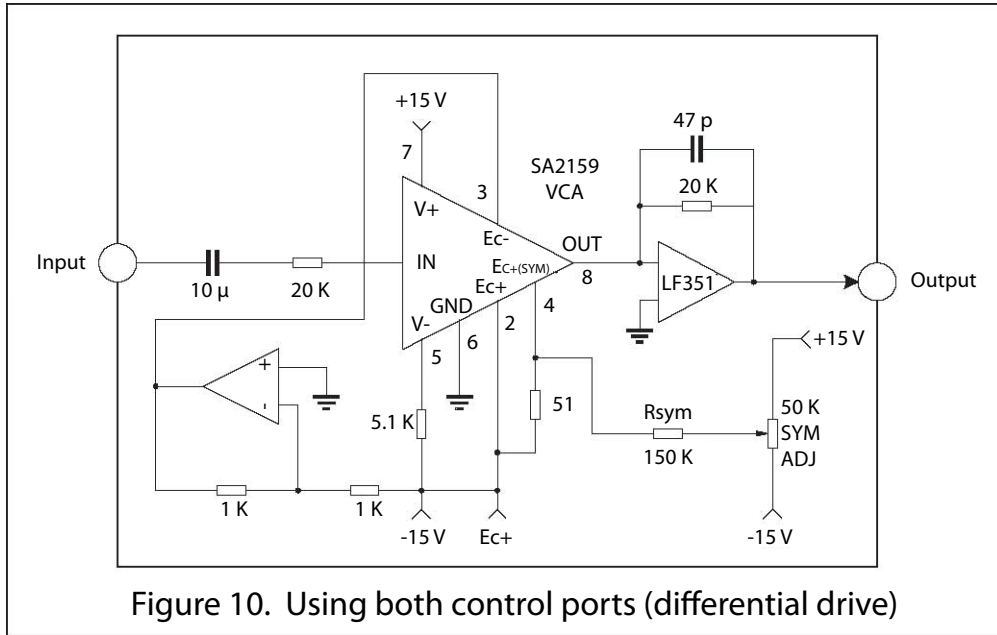 +15 V
7
3
SA2159
VCA
47 p
20 K
V+
Ec-
OUT
Input
IN
EC+(SYM)
8
LF351
Output
10 µ
20 K
Ec+
GND
4
V-
2
6
5
+15 V
+
-
5.1 K
51
Rsym
150 K
50 K
SYM
ADJ
1 K
1 K
-15 V
Ec+
-15 V
Figure 10. Using both control ports (differential drive)